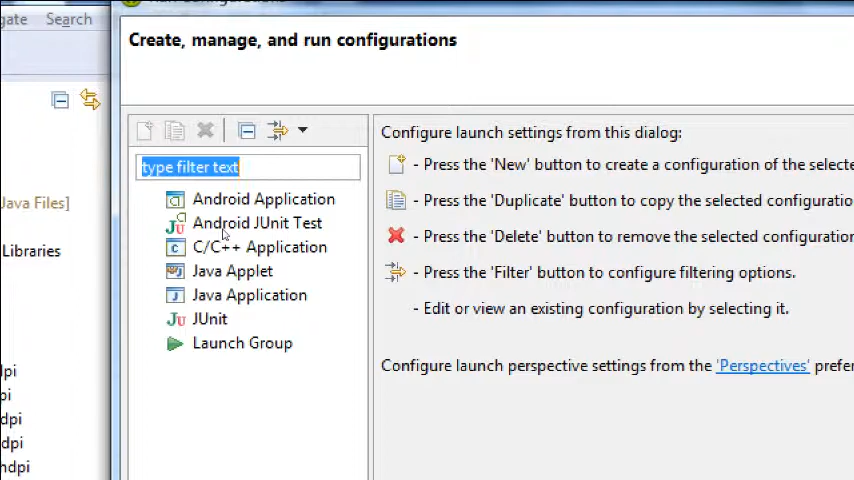 gate Search
Create, manage, and run configurations
type filter text
Android Application
Android JUnit Test
C/C++ Application
Java Applet
Java Application
JUnit
Launch Group
Configure launch settings from this dialog:
- Press the 'New' button to create a configuration of the selecte
- Press the 'Duplicate' button to copy the selected configuratio
- Press the 'Delete' button to remove the selected configuration
- Press the 'Filter' button to configure filtering options.
- Edit or view an existing configuration by selecting it.
Configure launch perspective settings from the 'Perspectives' prefer
Java Files]
Libraries
dpi
pi
dpi
dpi
hdpi